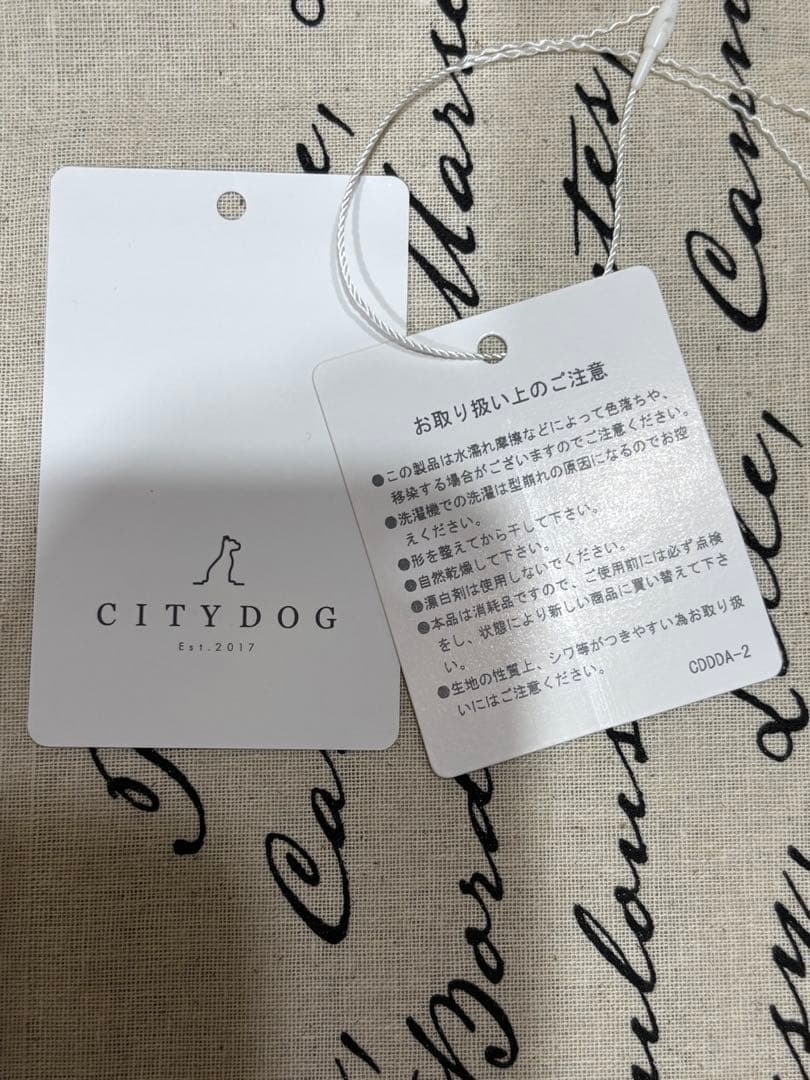 CITYDOG
Est.2017
お取り扱い上のご注意
●この製品は水濡れ摩擦などによって色落ちや、
移染する場合がございますのでご注意ください。
●洗濯機での洗濯は型崩れの原因になるのでお控
えください。
●形を整えてから干して下さい。
●自然乾燥して下さい。
●漂白剤は使用しないでください。
●本品は消耗品ですので、ご使用前には必ず点検
をし、状態により新しい商品に買い替えて下さ
い。
●生地の性質上、シワ等がつきやすい為お取り扱
いにはご注意ください。
CDDDA-2